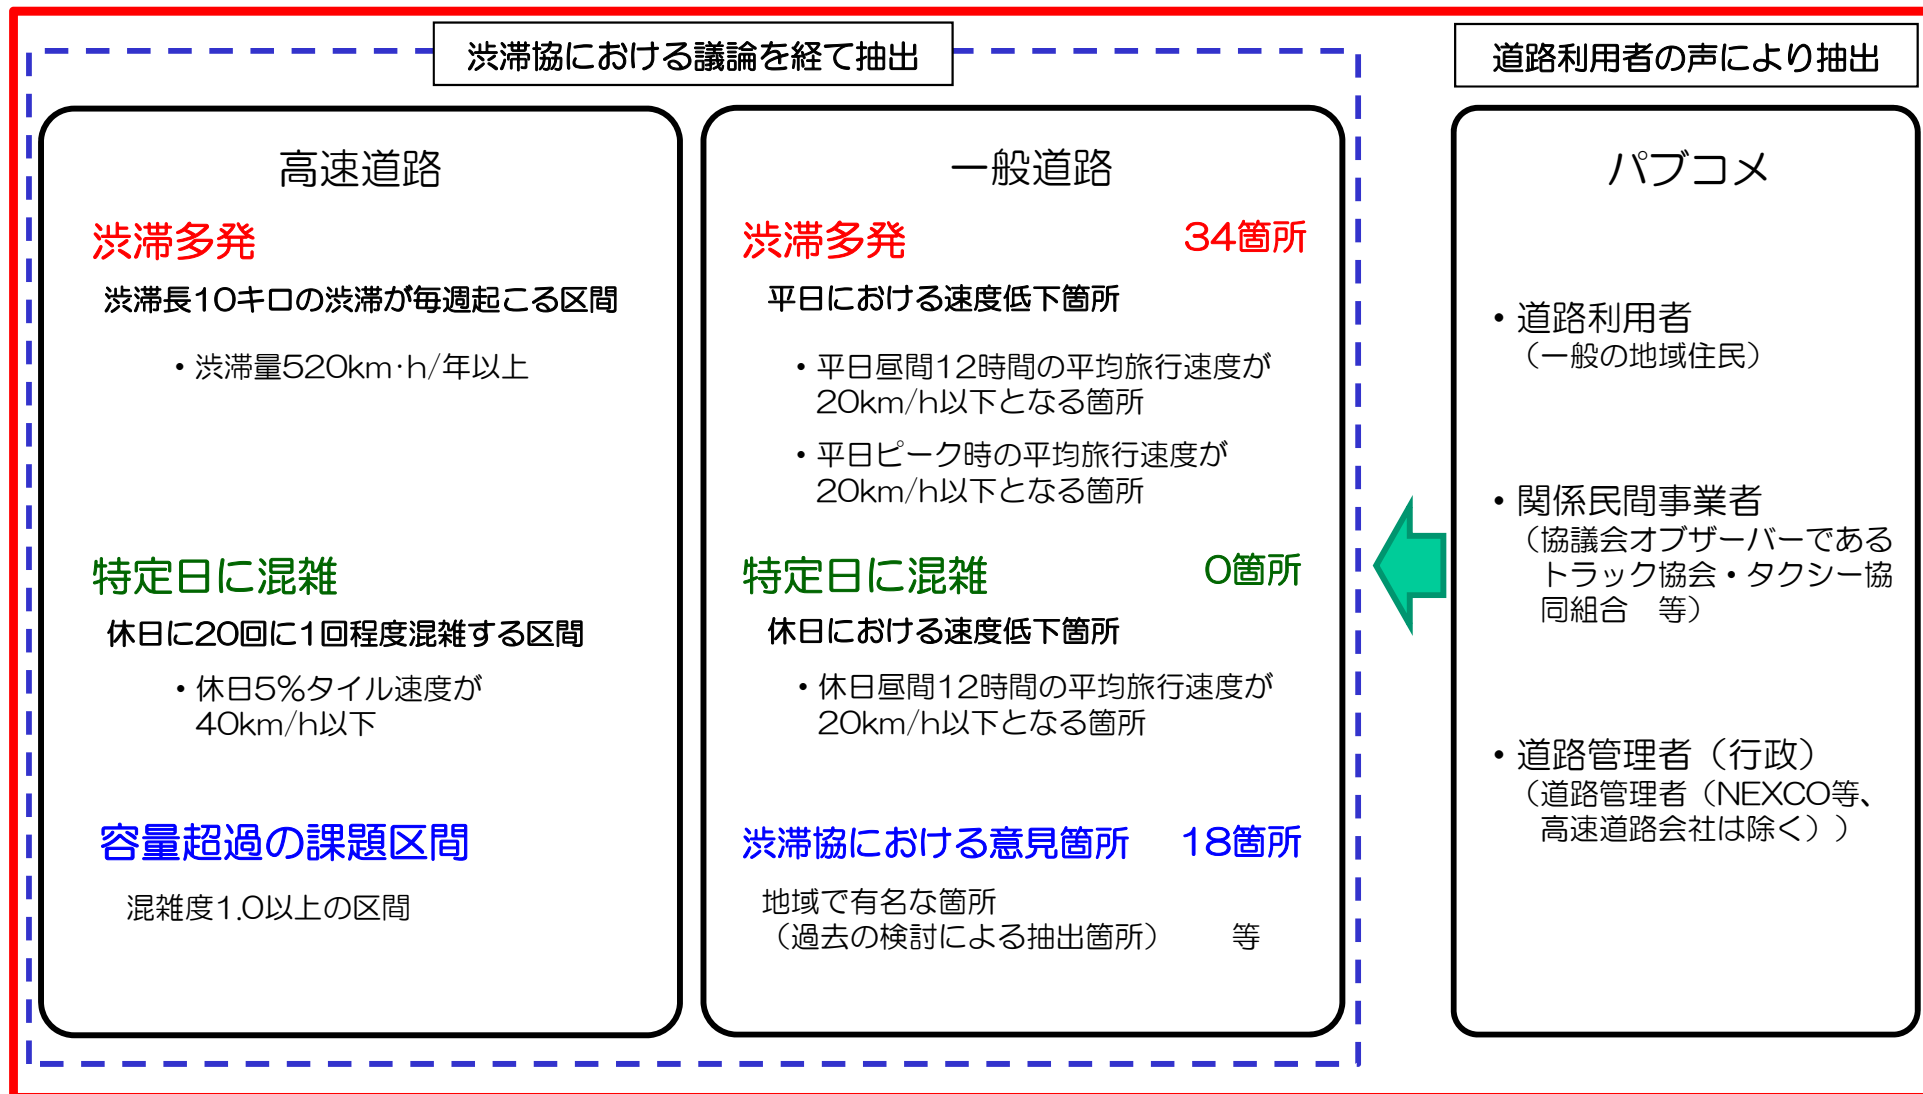 渋滞協における議論を経て抽出
高速道路
渋滞多発
渋滞長10キロの渋滞が毎週起こる区間
・渋滞量520km･h/年以上
特定日に混雑
休日に20回に1回程度混雑する区間
・休日5%タイル速度が
40km/h以下
容量超過の課題区間
混雑度1.0以上の区間
一般道路
渋滞多発 34箇所
平日における速度低下箇所
・平日昼間12時間の平均旅行速度が
20km/h以下となる箇所
・平日ピーク時の平均旅行速度が
20km/h以下となる箇所
特定日に混雑 0箇所
休日における速度低下箇所
・休日昼間12時間の平均旅行速度が
20km/h以下となる箇所
渋滞協における意見箇所 18箇所
地域で有名な箇所
（過去の検討による抽出箇所） 等
道路利用者の声により抽出
パブコメ
・道路利用者
（一般の地域住民）
・関係民間事業者
（協議会オブザーバーである
トラック協会・タクシー協
同組合　等）
・道路管理者（行政）
（道路管理者（NEXCO等、
高速道路会社は除く））